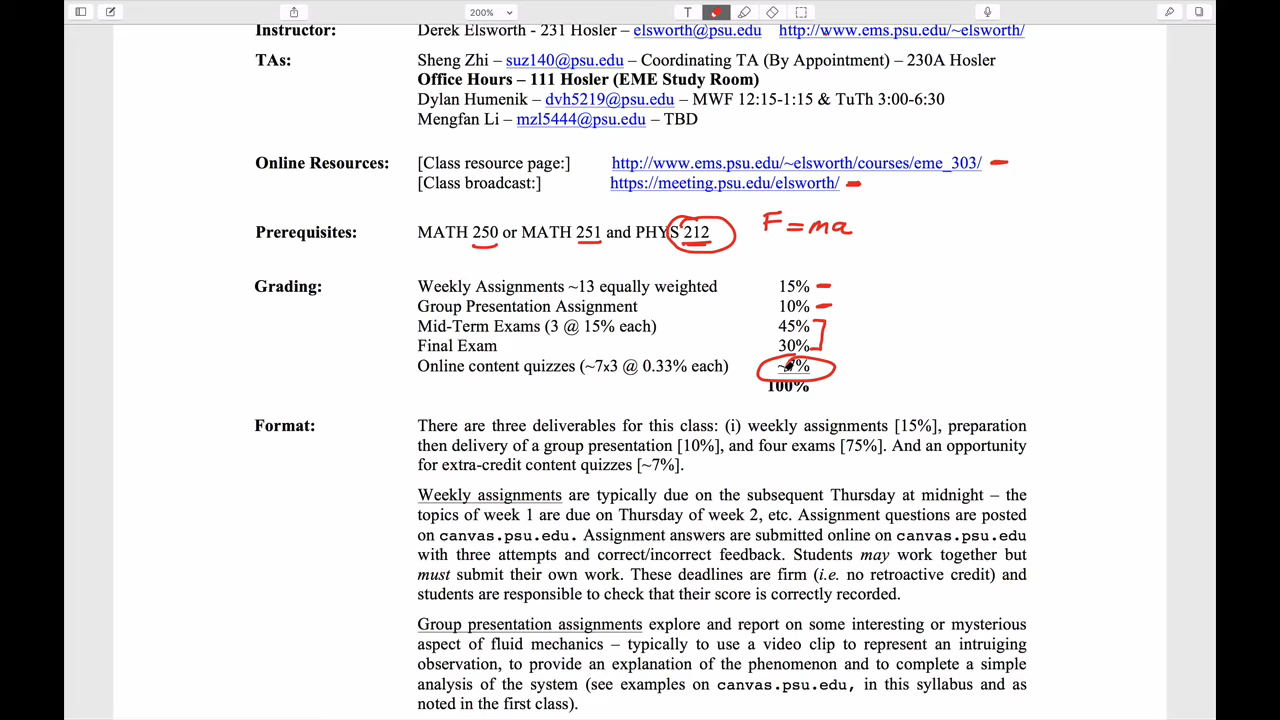 200%
T
Instructor: Derek Elsworth - 231 Hosler – elsworth@psu.edu http://www.ems.psu.edu/~elsworth/
TAs: Sheng Zhi – suz140@psu.edu – Coordinating TA (By Appointment) – 230A Hosler
Office Hours – 111 Hosler (EME Study Room)
Dylan Humenik – dvh5219@psu.edu – MWF 12:15-1:15 & TuTh 3:00-6:30
Mengfan Li – mzl5444@psu.edu – TBD
Online Resources: [Class resource page:] http://www.ems.psu.edu/~elsworth/courses/eme_303/
[Class broadcast:] https://meeting.psu.edu/elsworth/
Prerequisites: MATH 250 or MATH 251 and PHYS 212 F = ma
Grading: Weekly Assignments ~13 equally weighted 15%
Group Presentation Assignment 10%
Mid-Term Exams (3 @ 15% each) 45%
Final Exam 30%
Online content quizzes (~7x3 @ 0.33% each) ~7%
100%
Format: There are three deliverables for this class: (i) weekly assignments [15%], preparation
then delivery of a group presentation [10%], and four exams [75%]. And an opportunity
for extra-credit content quizzes [~7%].
Weekly assignments are typically due on the subsequent Thursday at midnight – the
topics of week 1 are due on Thursday of week 2, etc. Assignment questions are posted
on canvas.psu.edu. Assignment answers are submitted online on canvas.psu.edu
with three attempts and correct/incorrect feedback. Students may work together but
must submit their own work. These deadlines are firm (i.e. no retroactive credit) and
students are responsible to check that their score is correctly recorded.
Group presentation assignments explore and report on some interesting or mysterious
aspect of fluid mechanics – typically to use a video clip to represent an intruiging
observation, to provide an explanation of the phenomenon and to complete a simple
analysis of the system (see examples on canvas.psu.edu, in this syllabus and as
noted in the first class).